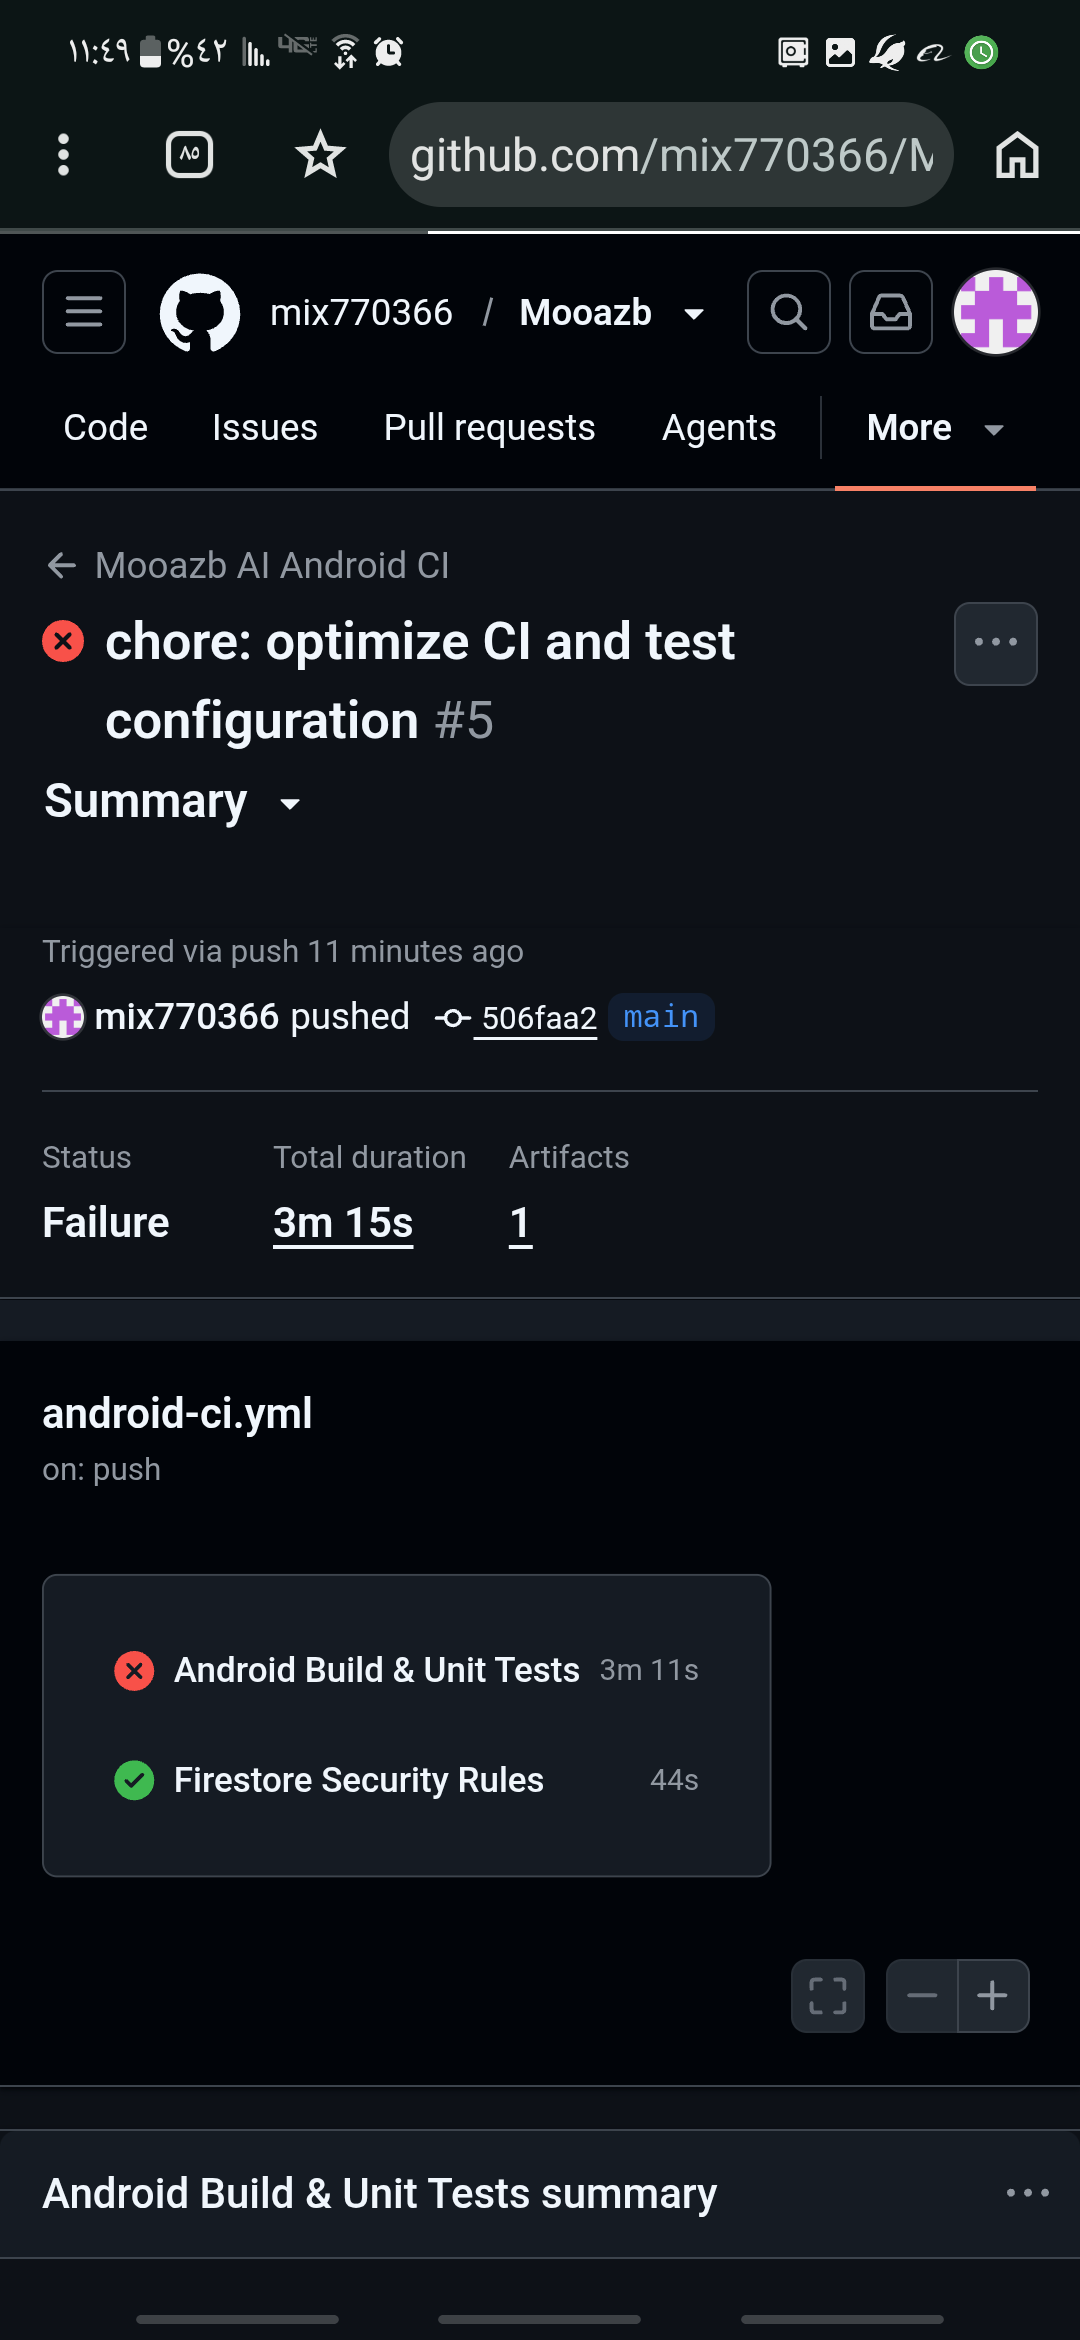 ١١:٤٩ %٤٢
٨٥
github.com/mix770366/M
mix770366 / Mooazb
Code Issues Pull requests Agents More
Mooazb AI Android CI
chore: optimize CI and test
configuration #5
Summary
Triggered via push 11 minutes ago
mix770366 pushed 506faa2 main
Status Total duration Artifacts
Failure 3m 15s 1
android-ci.yml
on: push
Android Build & Unit Tests 3m 11s
Firestore Security Rules 44s
Android Build & Unit Tests summary